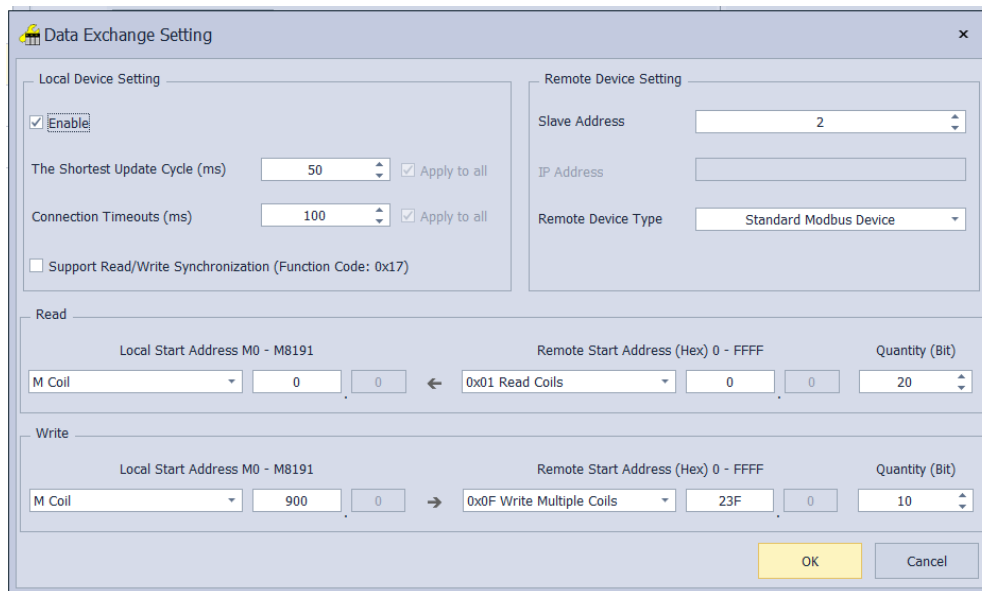 Data Exchange Setting
Local Device Setting
Enable
The Shortest Update Cycle (ms) 50 Apply to all
Connection Timeouts (ms) 100 Apply to all
Support Read/Write Synchronization (Function Code: 0x17)
Remote Device Setting
Slave Address 2
IP Address
Remote Device Type Standard Modbus Device
Read
Local Start Address M0 - M8191 Remote Start Address (Hex) 0 - FFFF Quantity (Bit)
M Coil 0 . 0 0x01 Read Coils 0 . 0 20
Write
Local Start Address M0 - M8191 Remote Start Address (Hex) 0 - FFFF Quantity (Bit)
M Coil 900 . 0 0x0F Write Multiple Coils 23F . 0 10
OK Cancel